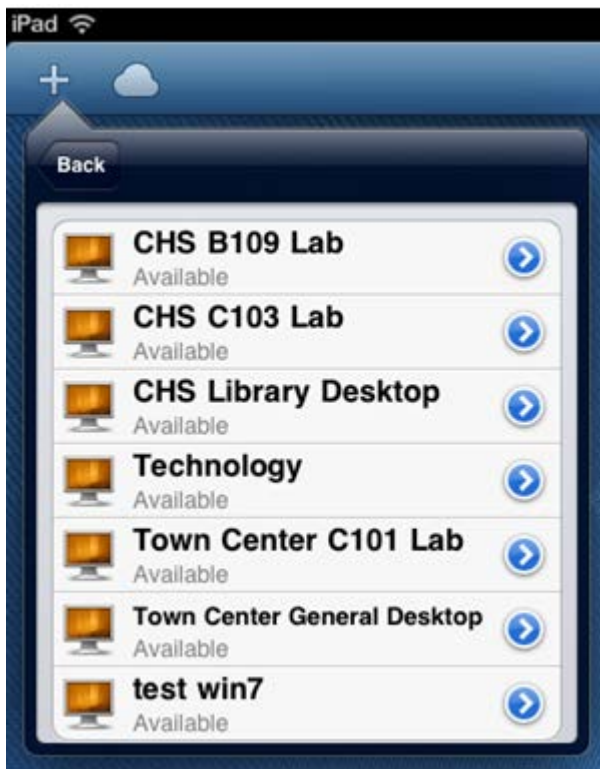 iPad
Back
CHS B109 Lab
Available
CHS C103 Lab
Available
CHS Library Desktop
Available
Technology
Available
Town Center C101 Lab
Available
Town Center General Desktop
Available
test win7
Available